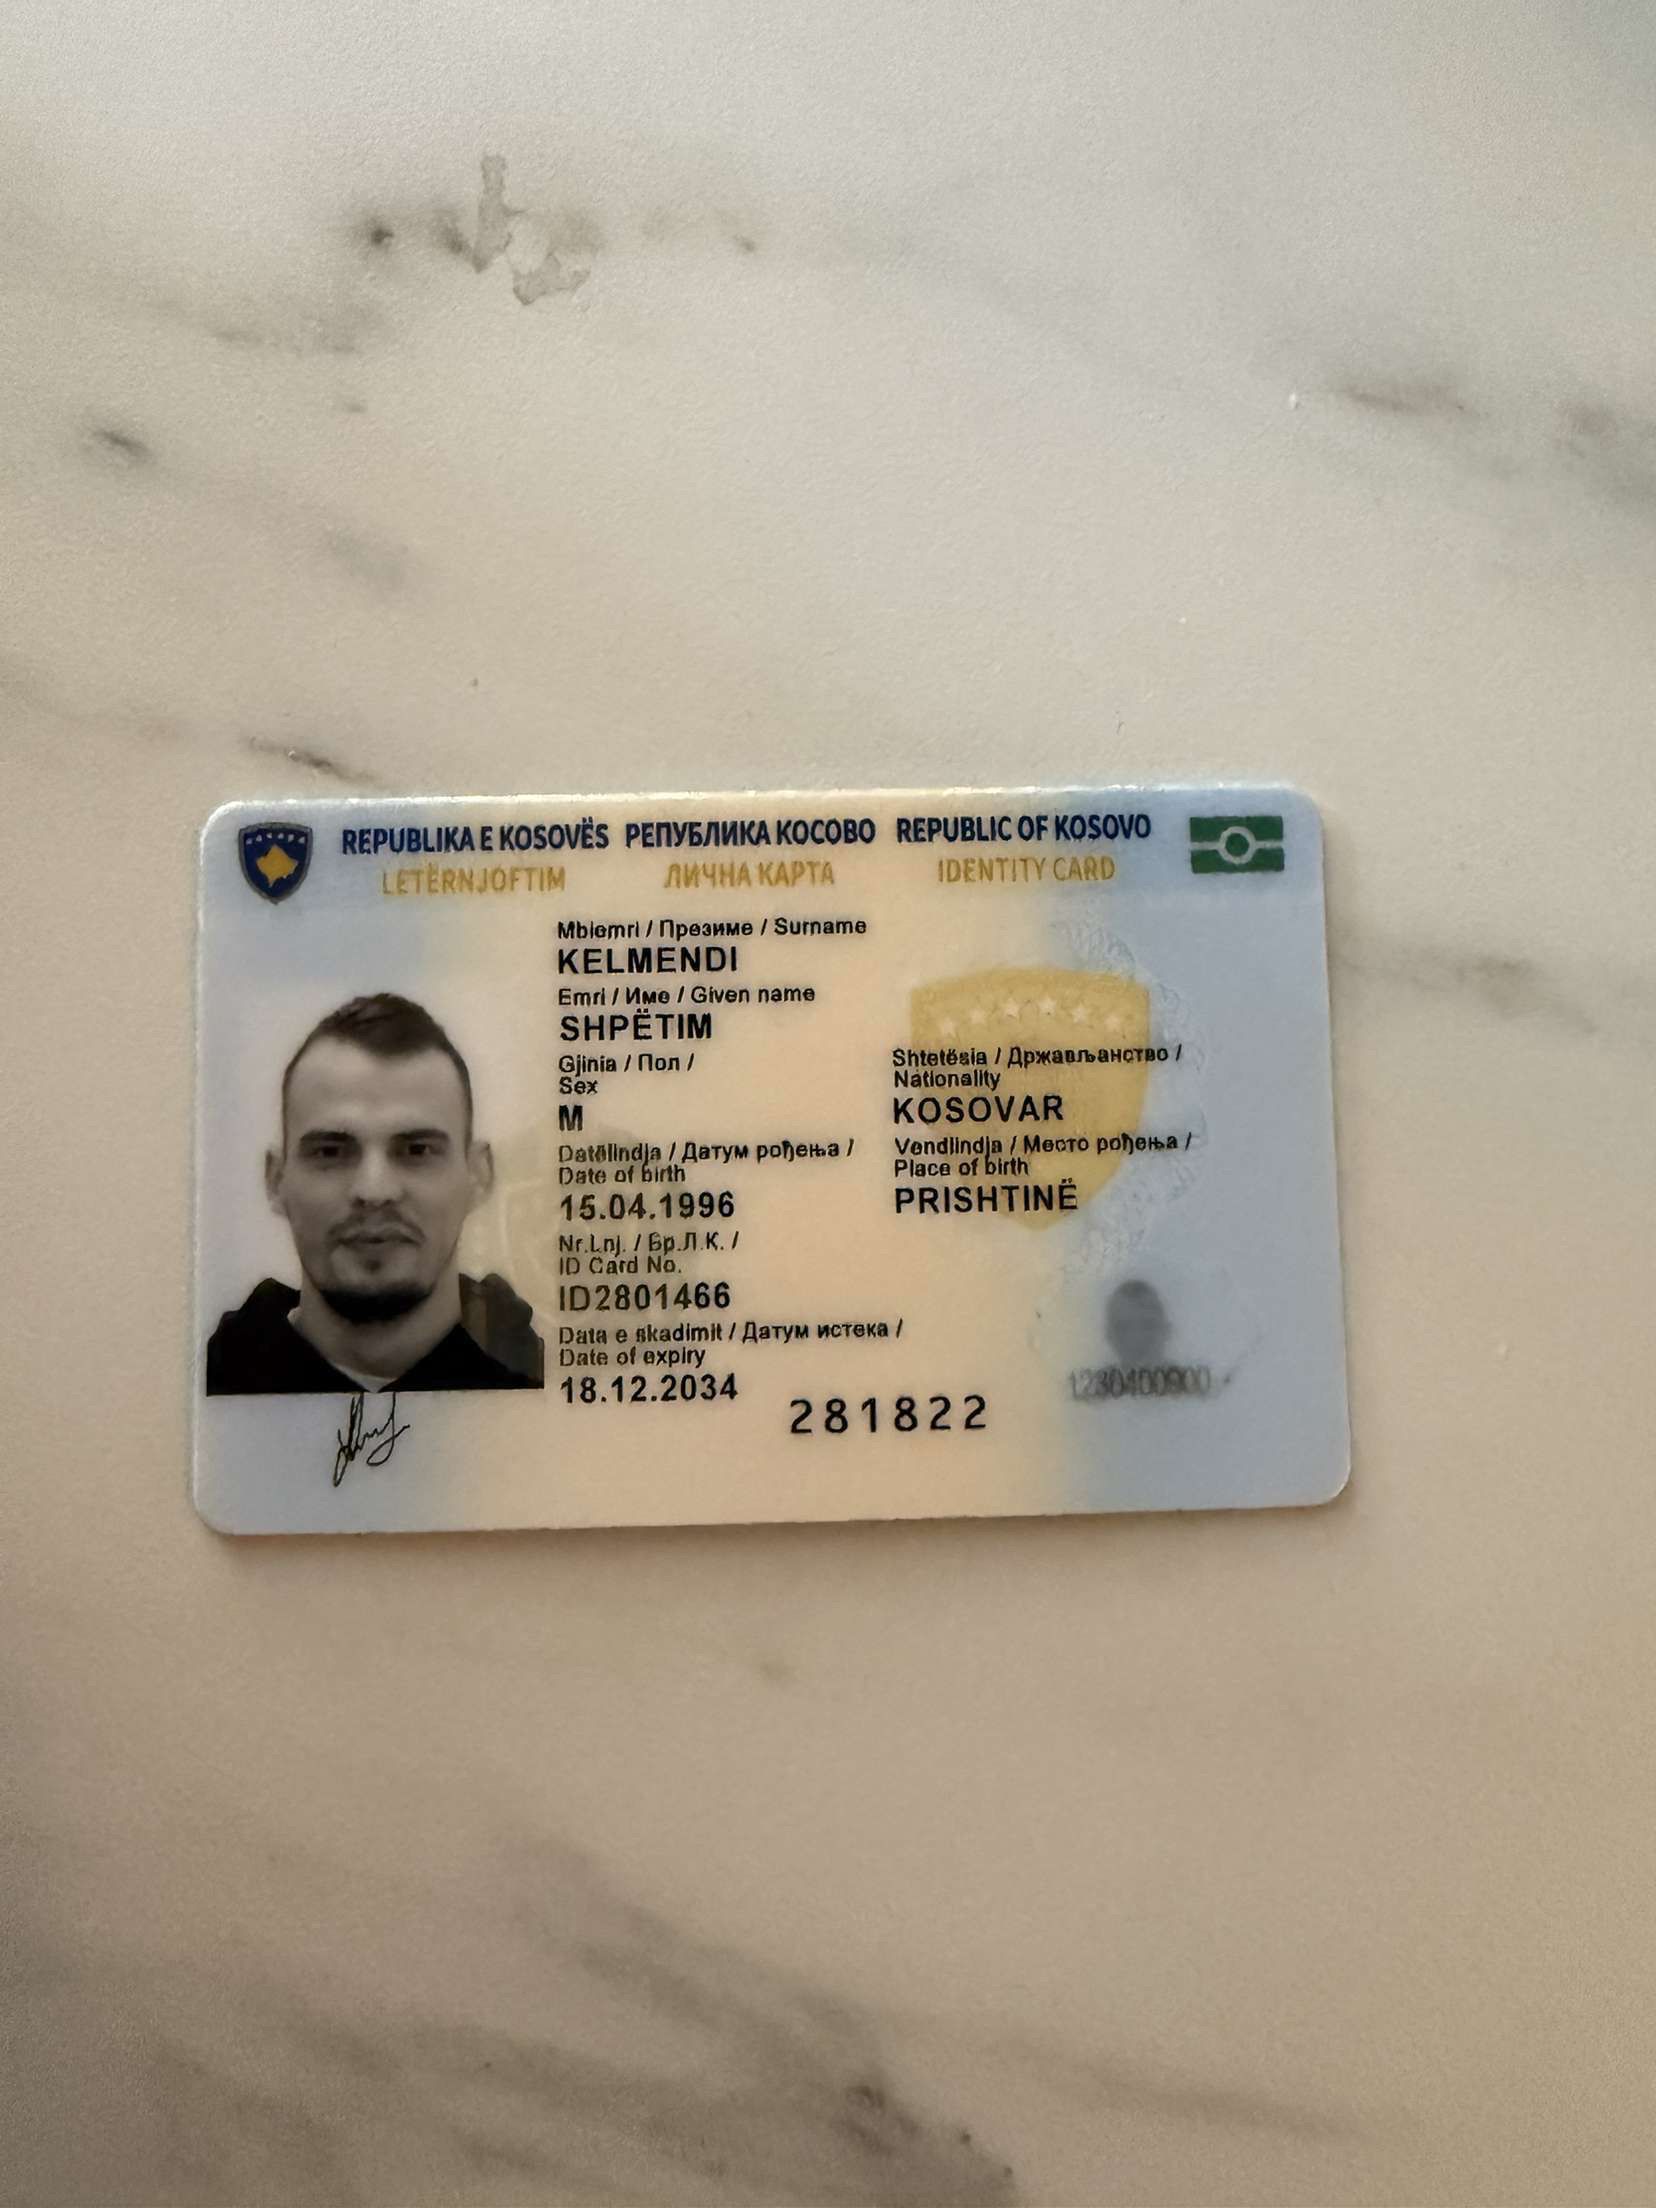 REPUBLIKA E KOSOVËS РЕПУБЛИКА КОСОВО REPUBLIC OF KOSOVO
LETËRNJOFTIM ЛИЧНА КАРТА IDENTITY CARD
Mbiemri / Презиме / Surname
KELMENDI
Emri / Име / Given name
SHPËTIM
Gjinia / Пол /
Sex
M
Datëlindja / Датум рођења /
Date of birth
15.04.1996
Nr.Lnj. / Бр.Л.К. /
ID Card No.
ID2801466
Data e skadimit / Датум истека /
Date of expiry
18.12.2034
Shtetësia / Држављанство /
Nationality
KOSOVAR
Vendlindja / Место рођења /
Place of birth
PRISHTINË
281822